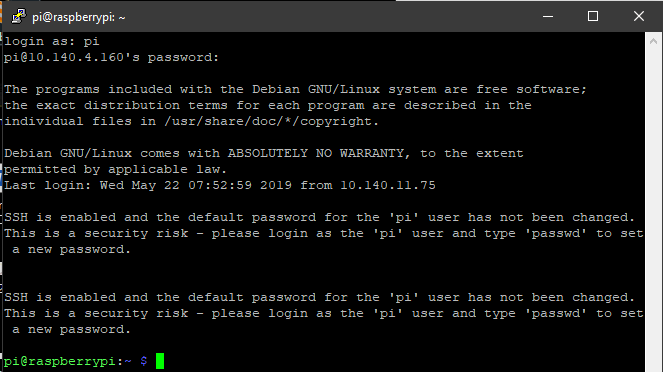 pi@raspberrypi: ~
login as: pi
pi@10.140.4.160's password:
The programs included with the Debian GNU/Linux system are free software;
the exact distribution terms for each program are described in the
individual files in /usr/share/doc/*/copyright.
Debian GNU/Linux comes with ABSOLUTELY NO WARRANTY, to the extent
permitted by applicable law.
Last login: Wed May 22 07:52:59 2019 from 10.140.11.75
SSH is enabled and the default password for the 'pi' user has not been changed.
This is a security risk - please login as the 'pi' user and type 'passwd' to set
 a new password.
SSH is enabled and the default password for the 'pi' user has not been changed.
This is a security risk - please login as the 'pi' user and type 'passwd' to set
 a new password.
pi@raspberrypi:~ $